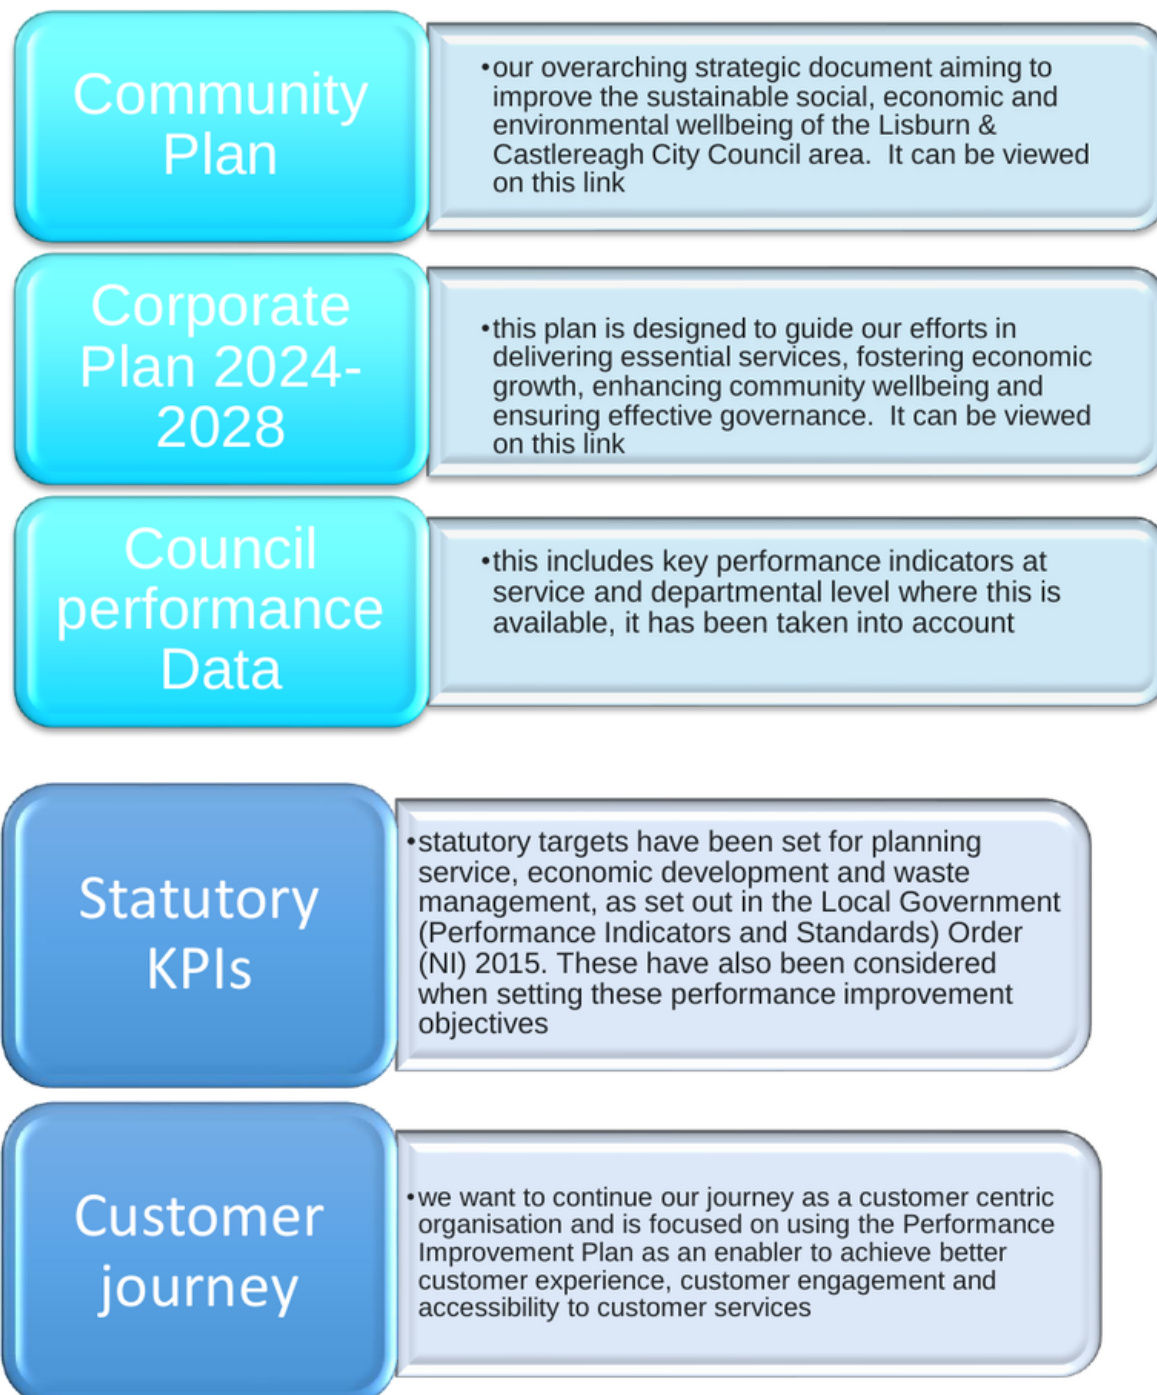 Community
Plan
•our overarching strategic document aiming to
improve the sustainable social, economic and
environmental wellbeing of the Lisburn &
Castlereagh City Council area.  It can be viewed
on this link
Corporate
Plan 2024-
2028
•this plan is designed to guide our efforts in
delivering essential services, fostering economic
growth, enhancing community wellbeing and
ensuring effective governance.  It can be viewed
on this link
Council
performance
Data
•this includes key performance indicators at
service and departmental level where this is
available, it has been taken into account
Statutory
KPIs
•statutory targets have been set for planning
service, economic development and waste
management, as set out in the Local Government
(Performance Indicators and Standards) Order
(NI) 2015. These have also been considered
when setting these performance improvement
objectives
Customer
journey
•we want to continue our journey as a customer centric
organisation and is focused on using the Performance
Improvement Plan as an enabler to achieve better
customer experience, customer engagement and
accessibility to customer services